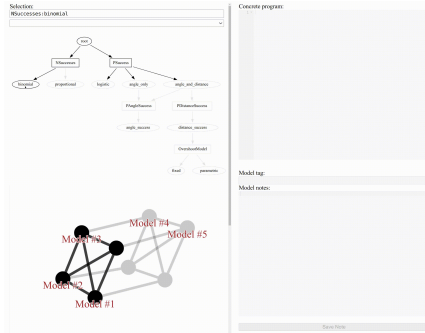 Selection:
NSuccesses:binomial
Concrete program:
root
NSuccesses
PSuccess
binomial
proportional
logistic
angle_only
angle_and_distance
PAngleSuccess
PDistanceSuccess
angle_success
distance_success
OvershootModel
fixed
parametric
Model tag:
Model notes:
Model #4
Model #3
Model #5
Model #2
Model #1
Save Note